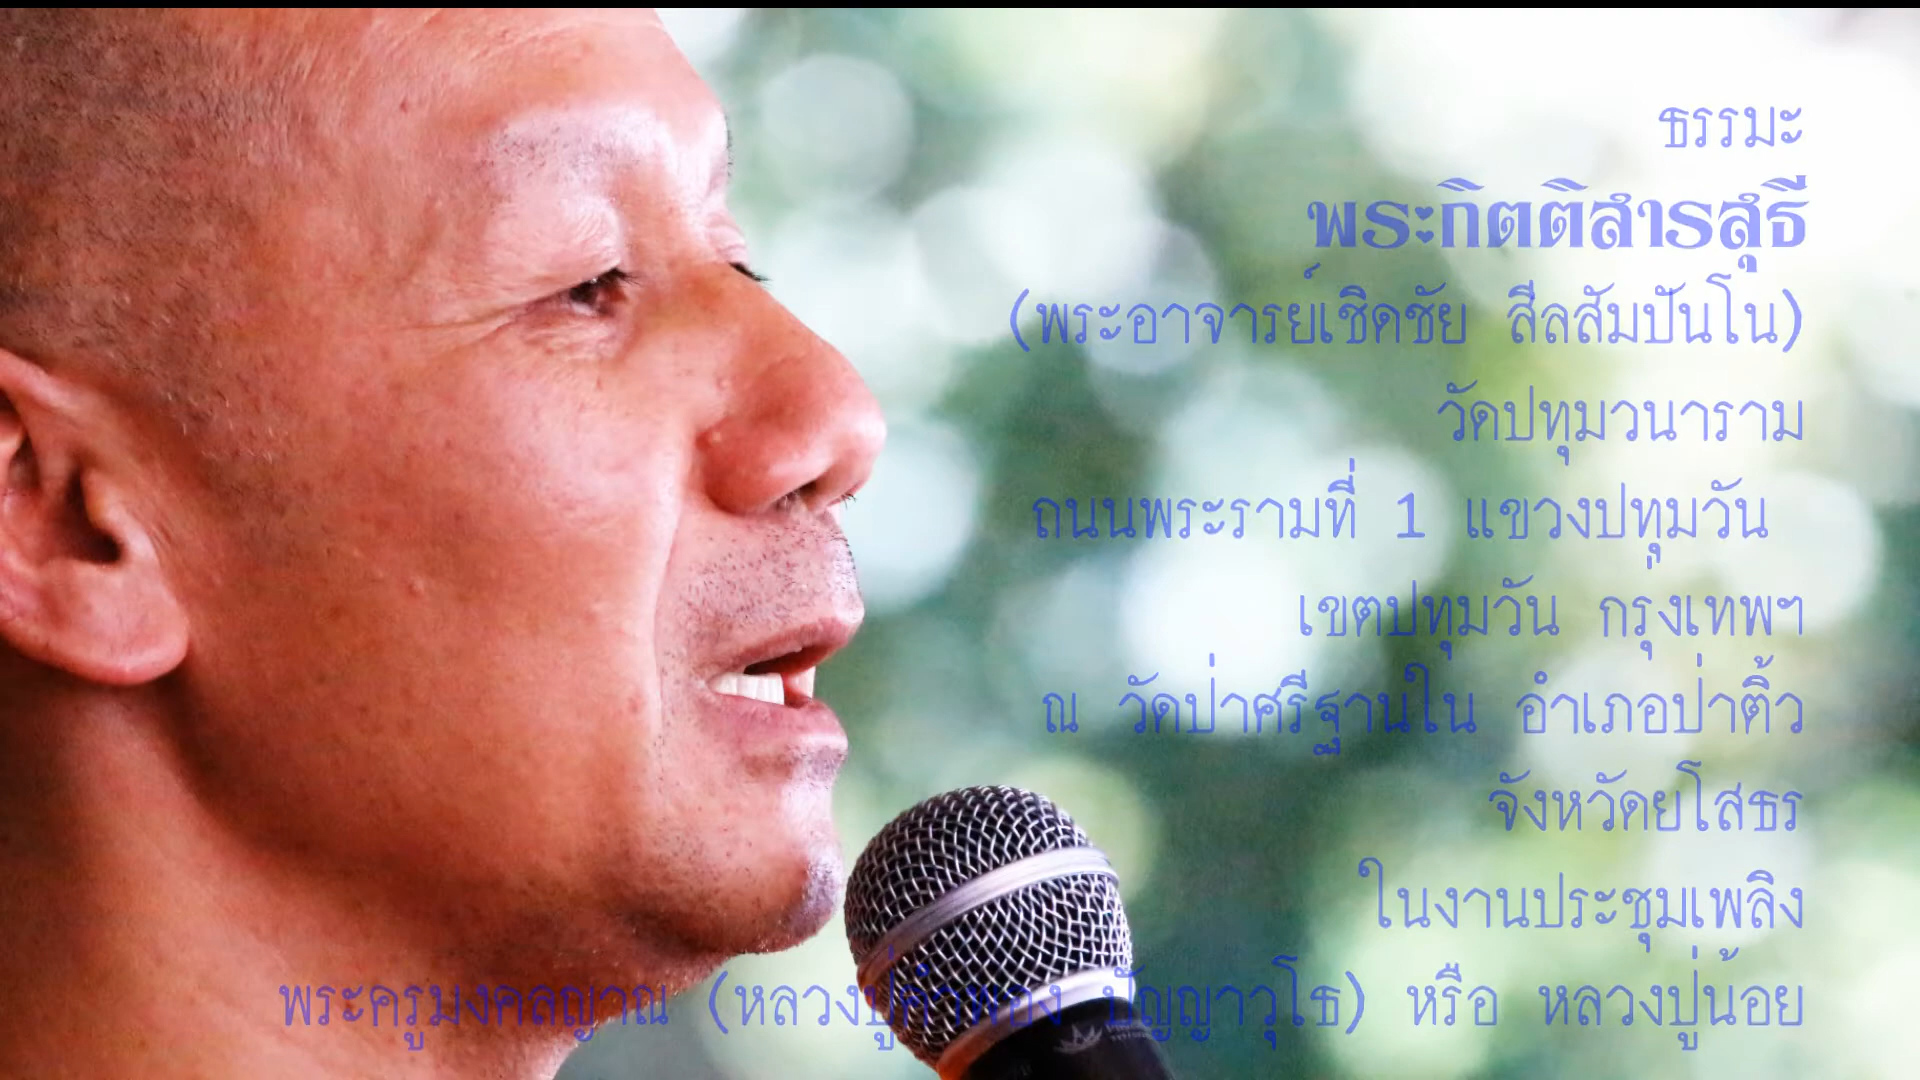 ธรรมะ
พระกิตติสารสุธี
(พระอาจารย์เชิดชัย สีลสัมปันโน)
วัดปทุมวนาราม
ถนนพระรามที่ 1 แขวงปทุมวัน
เขตปทุมวัน กรุงเทพฯ
ณ วัดป่าศรีฐานใน อำเภอป่าติ้ว
จังหวัดยโสธร
ในงานประชุมเพลิง
พระครูมงคลญาณ (หลวงปู่คำพอง ปัญญาวุโธ) หรือ หลวงปู่น้อย